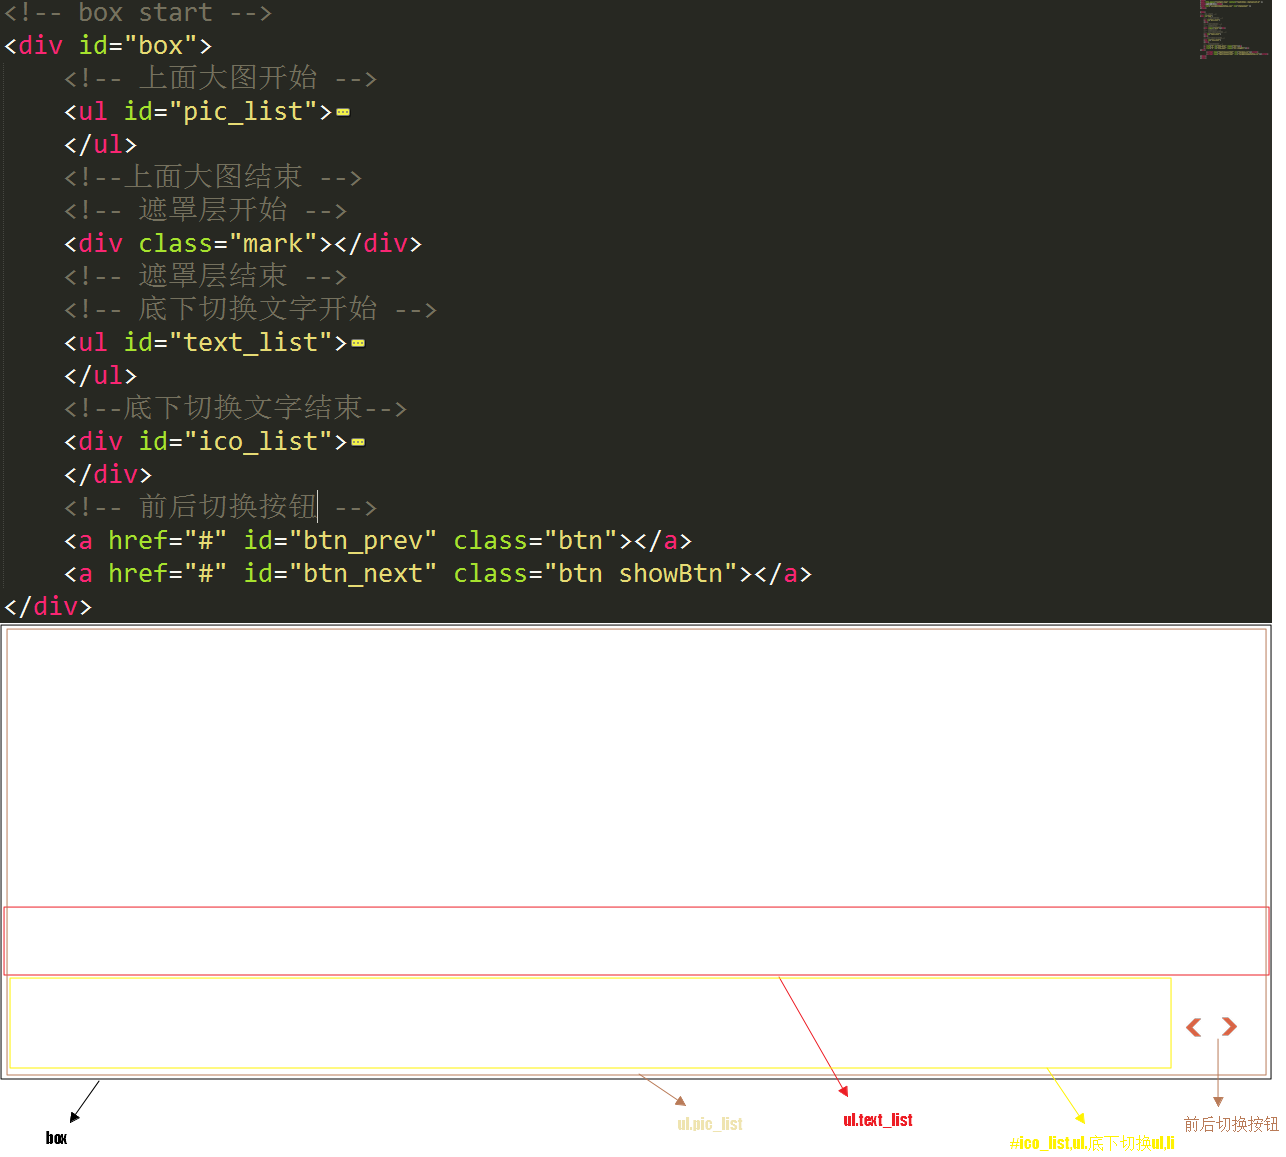 <!-- box start -->
<div id="box">
<!-- 上面大图开始 -->
<ul id="pic_list">
</ul>
<!--上面大图结束 -->
<!-- 遮罩层开始 -->
<div class="mark"></div>
<!-- 遮罩层结束 -->
<!-- 底下切换文字开始 -->
<ul id="text_list">
</ul>
<!--底下切换文字结束-->
<div id="ico_list">
</div>
<!-- 前后切换按钮 -->
<a href="#" id="btn_prev" class="btn"></a>
<a href="#" id="btn_next" class="btn showBtn"></a>
</div>
box
ul.pic_list
ul.text_list
#ico_list,ul.底下切换ul,li
前后切换按钮